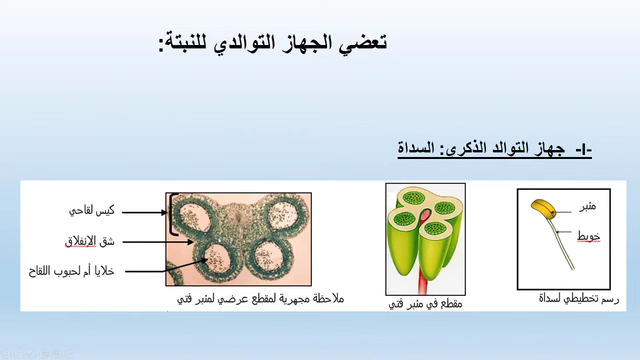 تعضي الجهاز التوالدي للنبتة:
I- جهاز التوالد الذكري: السداة-
مئبر
خويط
رسم تخطيطي لسداة
مقطع في مئبر فتي
كيس لقاحي
شق الإنفلاق
خلايا أم لحبوب اللقاح
ملاحظة مجهرية لمقطع عرضي لمئبر فتي